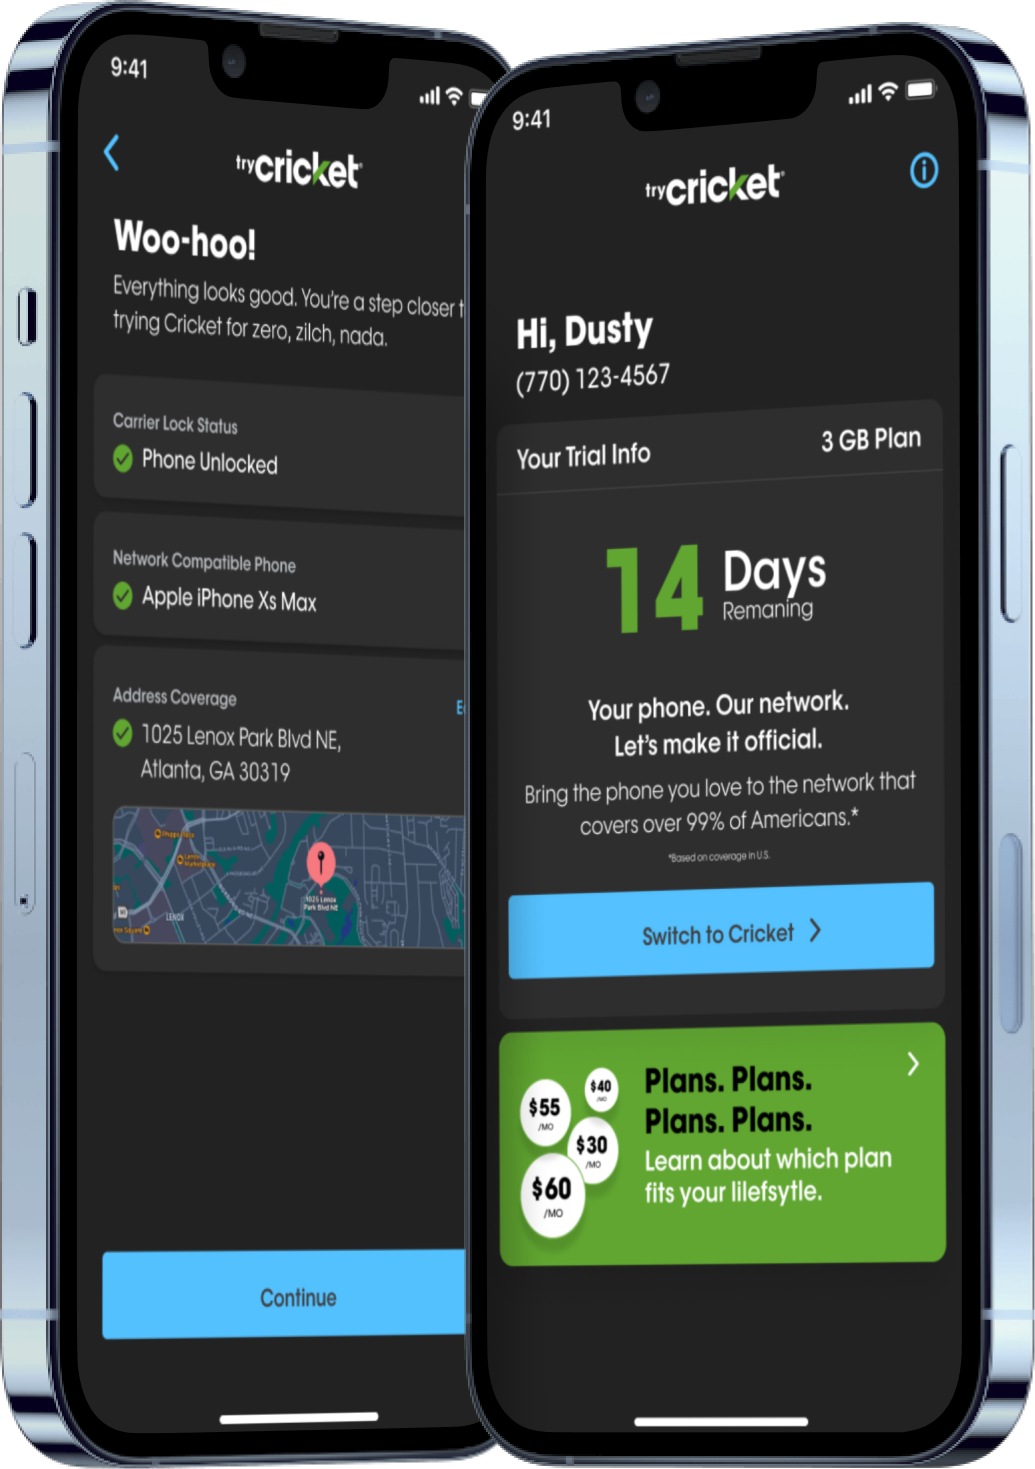 9:41
trycricket
Woo-hoo!
Everything looks good. You're a step closer t
trying Cricket for zero, zilch, nada.
Carrier Lock Status
Phone Unlocked
Network Compatible Phone
Apple iPhone Xs Max
Address Coverage
1025 Lenox Park Blvd NE,
Atlanta, GA 30319
Lenox
Marketplace
1025 Lenox
Park Blvd NE
LENOX
Continue
9:41
trycricket
Hi, Dusty
(770) 123-4567
Your Trial Info
3 GB Plan
14 Days
Remaning
Your phone. Our network.
Let's make it official.
Bring the phone you love to the network that
covers over 99% of Americans.*
*Based on coverage in U.S.
Switch to Cricket
$40
/MO
$55
/MO
$30
/MO
$60
/MO
Plans. Plans.
Plans. Plans.
Learn about which plan
fits your lilefsytle.